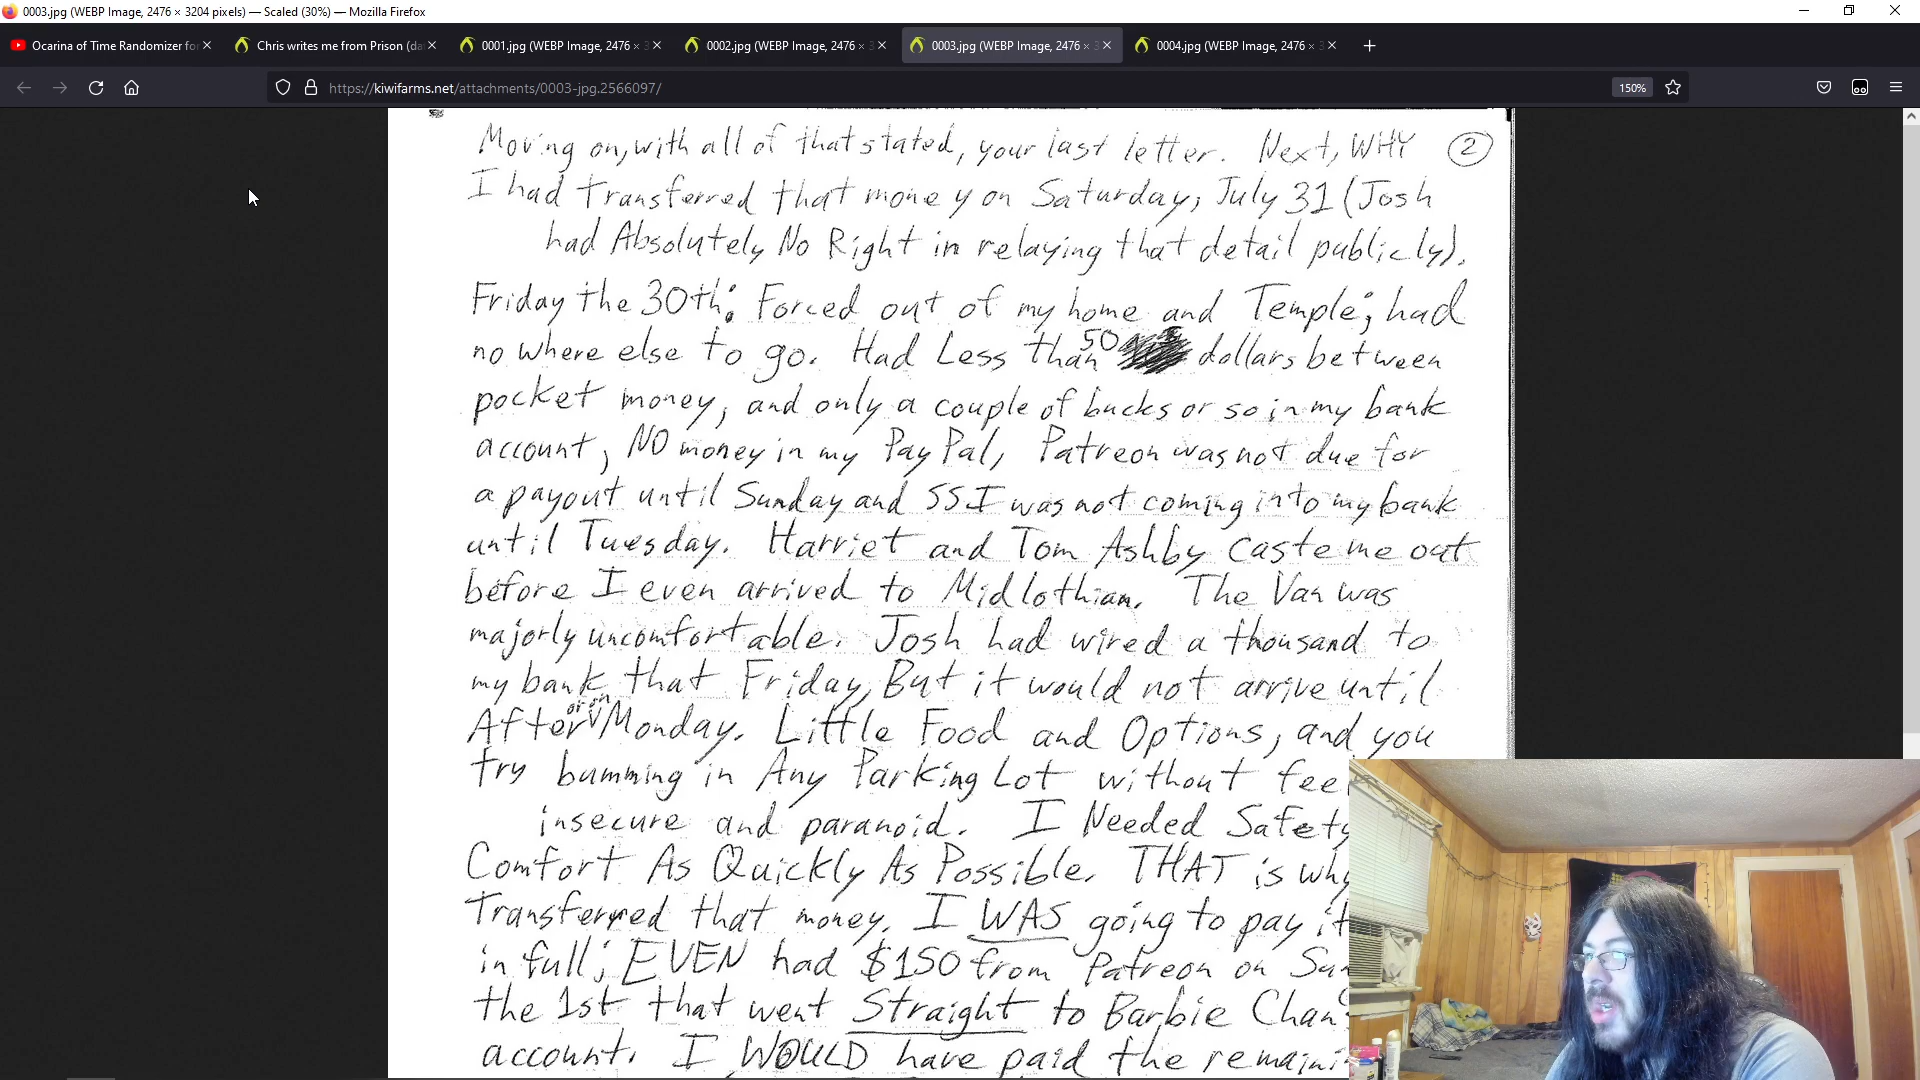 0003.jpg (WEBP Image, 2476 × 3204 pixels) — Scaled (30%) — Mozilla Firefox
Ocarina of Time Randomizer fo
Chris writes me from Prison (da
0001.jpg (WEBP Image, 2476 × 3
0002.jpg (WEBP Image, 2476 × 3
0003.jpg (WEBP Image, 2476 × 3
0004.jpg (WEBP Image, 2476 × 3
https://kiwifarms.net/attachments/0003-jpg.2566097/
150%
Moving on, with all of that stated, your last letter. Next, WHY 2
I had transferred that money on Saturday, July 31 (Josh
had Absolutely No Right in relaying that detail publicly).
Friday the 30th: Forced out of my home and Temple; had
no where else to go. Had Less than 50 dollars between
pocket money, and only a couple of bucks or so in my bank
account, NO money in my PayPal, Patreon was not due for
a payout until Sunday and SSI was not coming into my bank
until Tuesday. Harriet and Tom Ashby caste me out
before I even arrived to Midlothian. The Van was
majorly uncomfortable. Josh had wired a thousand to
my bank that Friday, But it would not arrive until
After or on Monday. Little Food and Options, and you
try bumming in Any Parking Lot without fee
insecure and paranoid. I Needed Safety
Comfort As Quickly As Possible. THAT is why
Transferred that money. I WAS going to pay it
in full; EVEN had $150 from Patreon on Su
the 1st that went Straight to Barbie Chan
account. I WOULD have paid the remaini